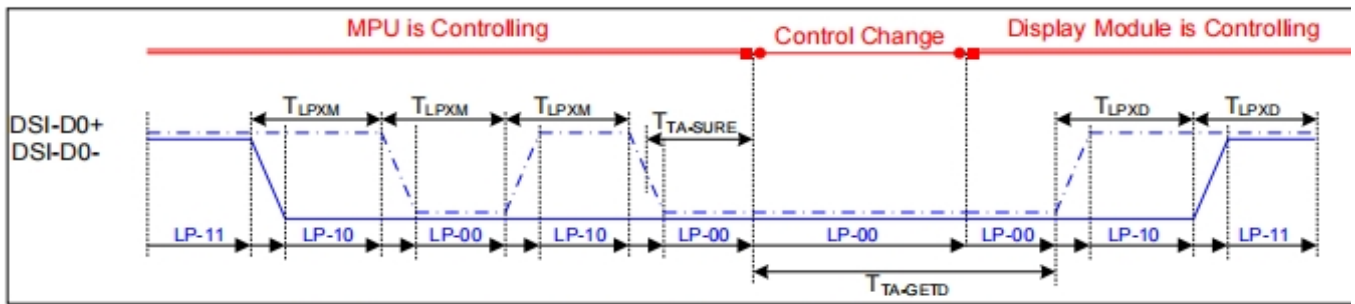 MPU is Controlling
Control Change
Display Module is Controlling
TLPXM
TLPXM
TLPXM
TTA-SURE
TLPXD
TLPXD
DSI-D0+
DSI-D0-
LP-11
LP-10
LP-00
LP-10
LP-00
LP-00
LP-00
LP-10
LP-11
TTA-GETD